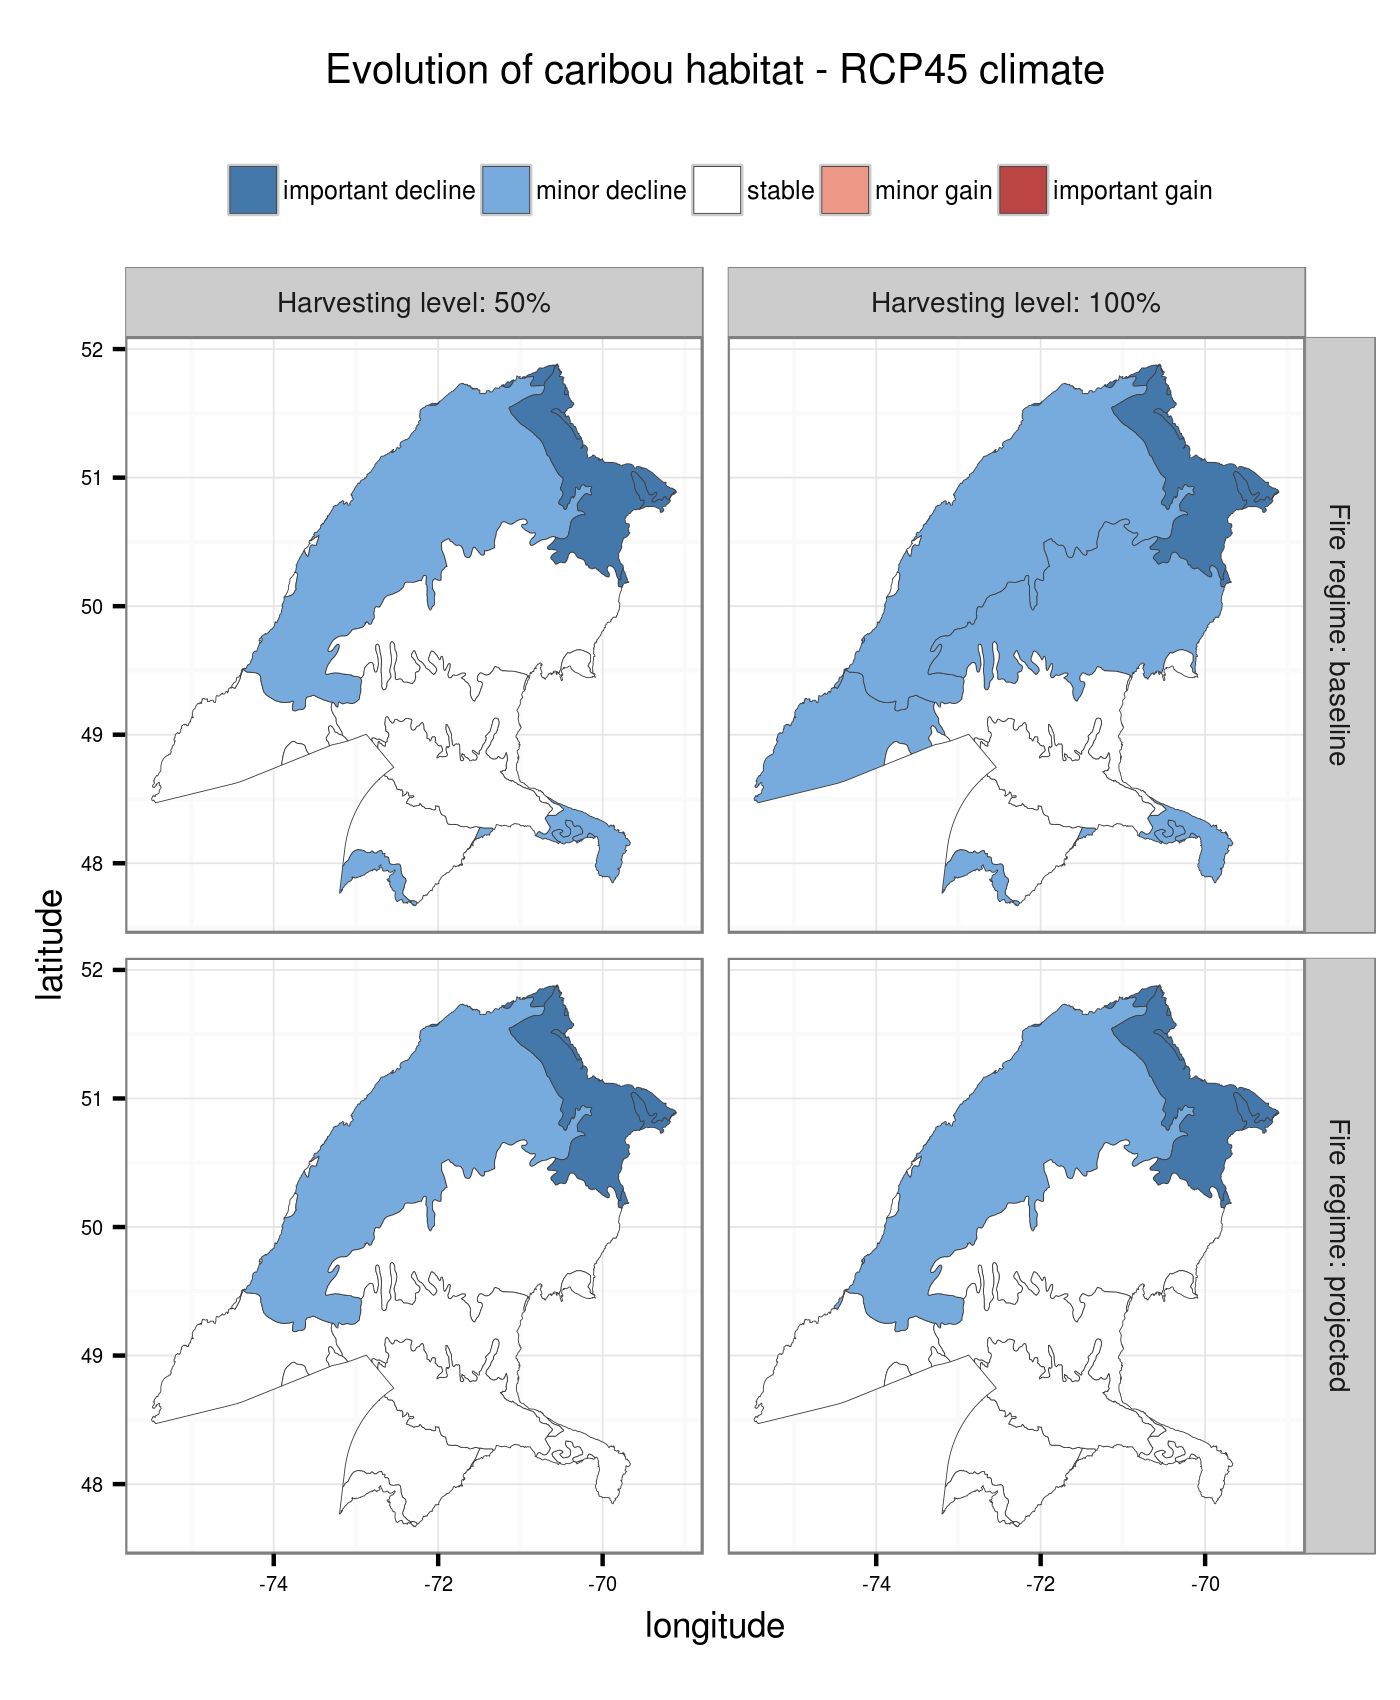 Evolution of caribou habitat - RCP45 climate
important decline minor decline stable minor gain important gain
Harvesting level: 50% Harvesting level: 100%
52
51
50
49
48
Fire regime: baseline
latitude
52
51
50
49
48
Fire regime: projected
-74 -72 -70 -74 -72 -70
longitude